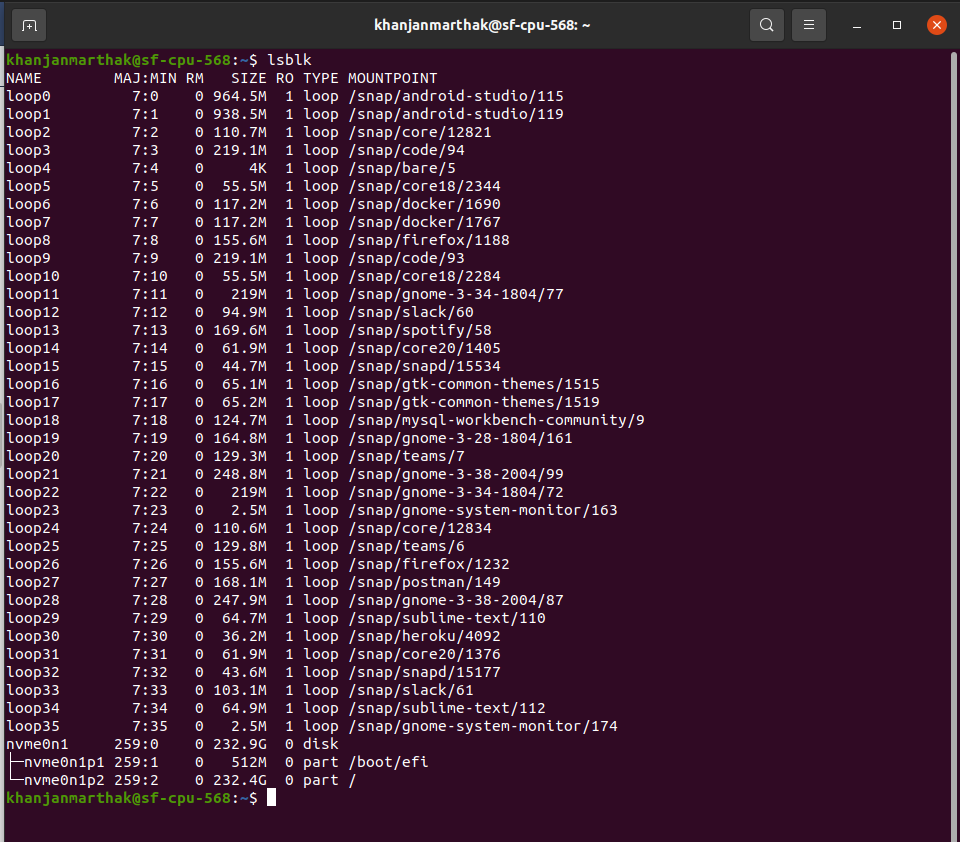 khanjanmarthak@sf-cpu-568: ~
khanjanmarthak@sf-cpu-568:~$ lsblk
NAME        MAJ:MIN RM   SIZE RO TYPE MOUNTPOINT
loop0         7:0    0 964.5M  1 loop /snap/android-studio/115
loop1         7:1    0 938.5M  1 loop /snap/android-studio/119
loop2         7:2    0 110.7M  1 loop /snap/core/12821
loop3         7:3    0 219.1M  1 loop /snap/code/94
loop4         7:4    0     4K  1 loop /snap/bare/5
loop5         7:5    0  55.5M  1 loop /snap/core18/2344
loop6         7:6    0 117.2M  1 loop /snap/docker/1690
loop7         7:7    0 117.2M  1 loop /snap/docker/1767
loop8         7:8    0 155.6M  1 loop /snap/firefox/1188
loop9         7:9    0 219.1M  1 loop /snap/code/93
loop10        7:10   0  55.5M  1 loop /snap/core18/2284
loop11        7:11   0   219M  1 loop /snap/gnome-3-34-1804/77
loop12        7:12   0  94.9M  1 loop /snap/slack/60
loop13        7:13   0 169.6M  1 loop /snap/spotify/58
loop14        7:14   0  61.9M  1 loop /snap/core20/1405
loop15        7:15   0  44.7M  1 loop /snap/snapd/15534
loop16        7:16   0  65.1M  1 loop /snap/gtk-common-themes/1515
loop17        7:17   0  65.2M  1 loop /snap/gtk-common-themes/1519
loop18        7:18   0 124.7M  1 loop /snap/mysql-workbench-community/9
loop19        7:19   0 164.8M  1 loop /snap/gnome-3-28-1804/161
loop20        7:20   0 129.3M  1 loop /snap/teams/7
loop21        7:21   0 248.8M  1 loop /snap/gnome-3-38-2004/99
loop22        7:22   0   219M  1 loop /snap/gnome-3-34-1804/72
loop23        7:23   0   2.5M  1 loop /snap/gnome-system-monitor/163
loop24        7:24   0 110.6M  1 loop /snap/core/12834
loop25        7:25   0 129.8M  1 loop /snap/teams/6
loop26        7:26   0 155.6M  1 loop /snap/firefox/1232
loop27        7:27   0 168.1M  1 loop /snap/postman/149
loop28        7:28   0 247.9M  1 loop /snap/gnome-3-38-2004/87
loop29        7:29   0  64.7M  1 loop /snap/sublime-text/110
loop30        7:30   0  36.2M  1 loop /snap/heroku/4092
loop31        7:31   0  61.9M  1 loop /snap/core20/1376
loop32        7:32   0  43.6M  1 loop /snap/snapd/15177
loop33        7:33   0 103.1M  1 loop /snap/slack/61
loop34        7:34   0  64.9M  1 loop /snap/sublime-text/112
loop35        7:35   0   2.5M  1 loop /snap/gnome-system-monitor/174
nvme0n1     259:0    0 232.9G  0 disk
├─nvme0n1p1 259:1    0   512M  0 part /boot/efi
└─nvme0n1p2 259:2    0 232.4G  0 part /
khanjanmarthak@sf-cpu-568:~$